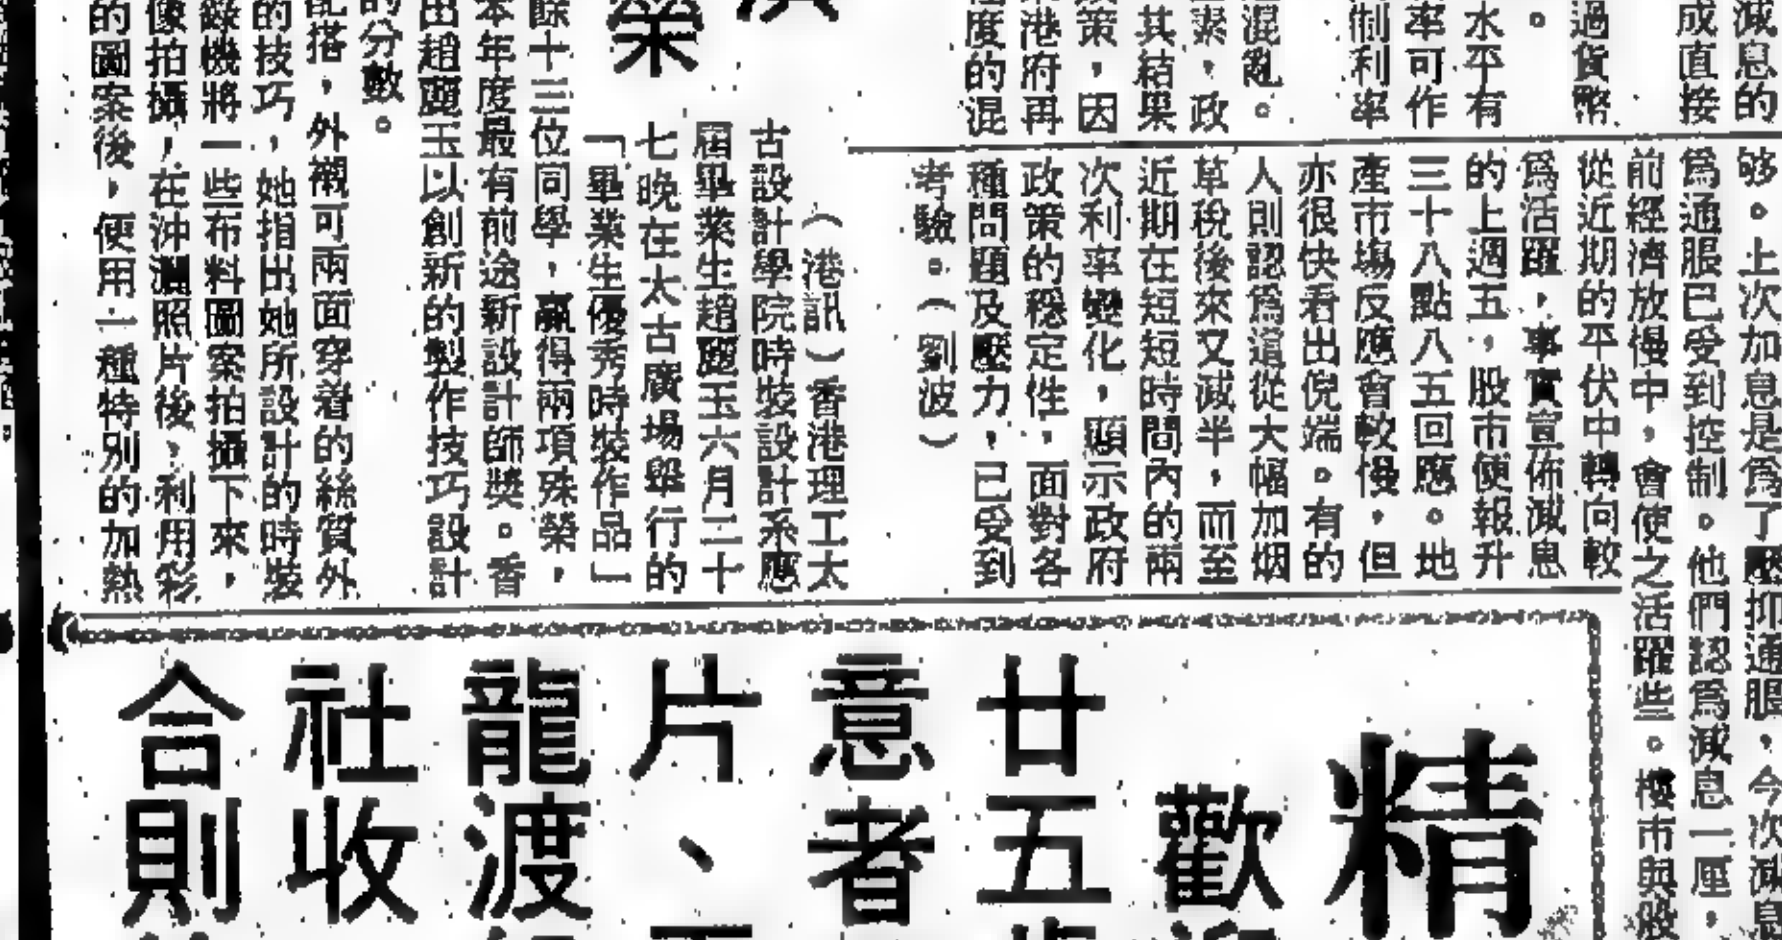 減息的
成直接
過貨幣
。
水平有
率可作
制利率
混亂。
素,政
其結果
策,因
港府再
度的混
够。上次加息是爲了壓抑通脹,今次減息
爲通脹已受到控制。他們認爲減息一厘,
前經濟放慢中,會使之活躍些。樓市與股
從近期的平伏中轉向較
爲活躍,事實宣佈減息
的上週五,股市便報升
三十八點八五回應。地
產市場反應會較慢,但
亦很快看出倪端。有的
人則認爲這從大幅加烟
草稅後來又減半,而至
近期在短短時間內的兩
次利率變化,顯示政府
政策的穩定性,面對各
種問題及壓力,已受到
考驗。(劉波)
榮
(港訊)香港理工太
古設計學院時裝設計系應
屆畢業生趙麗玉六月二十
七晚在太古廣場舉行的
「畢業生優秀時裝作品」
餘十三位同學,贏得兩項殊榮,
本年度最有前途新設計師獎。香
出趙麗玉以創新的製作技巧設計
的分數。
配搭,外襯可兩面穿着的絲質外
的技巧,她指出她所設計的時裝
錄機將一些布料圖案拍攝下來,
像拍攝,在沖灑照片後,利用彩
的圖案後,便用一種特別的加熱
精
歡
廿五
意者
片、
龍渡
社收
合則